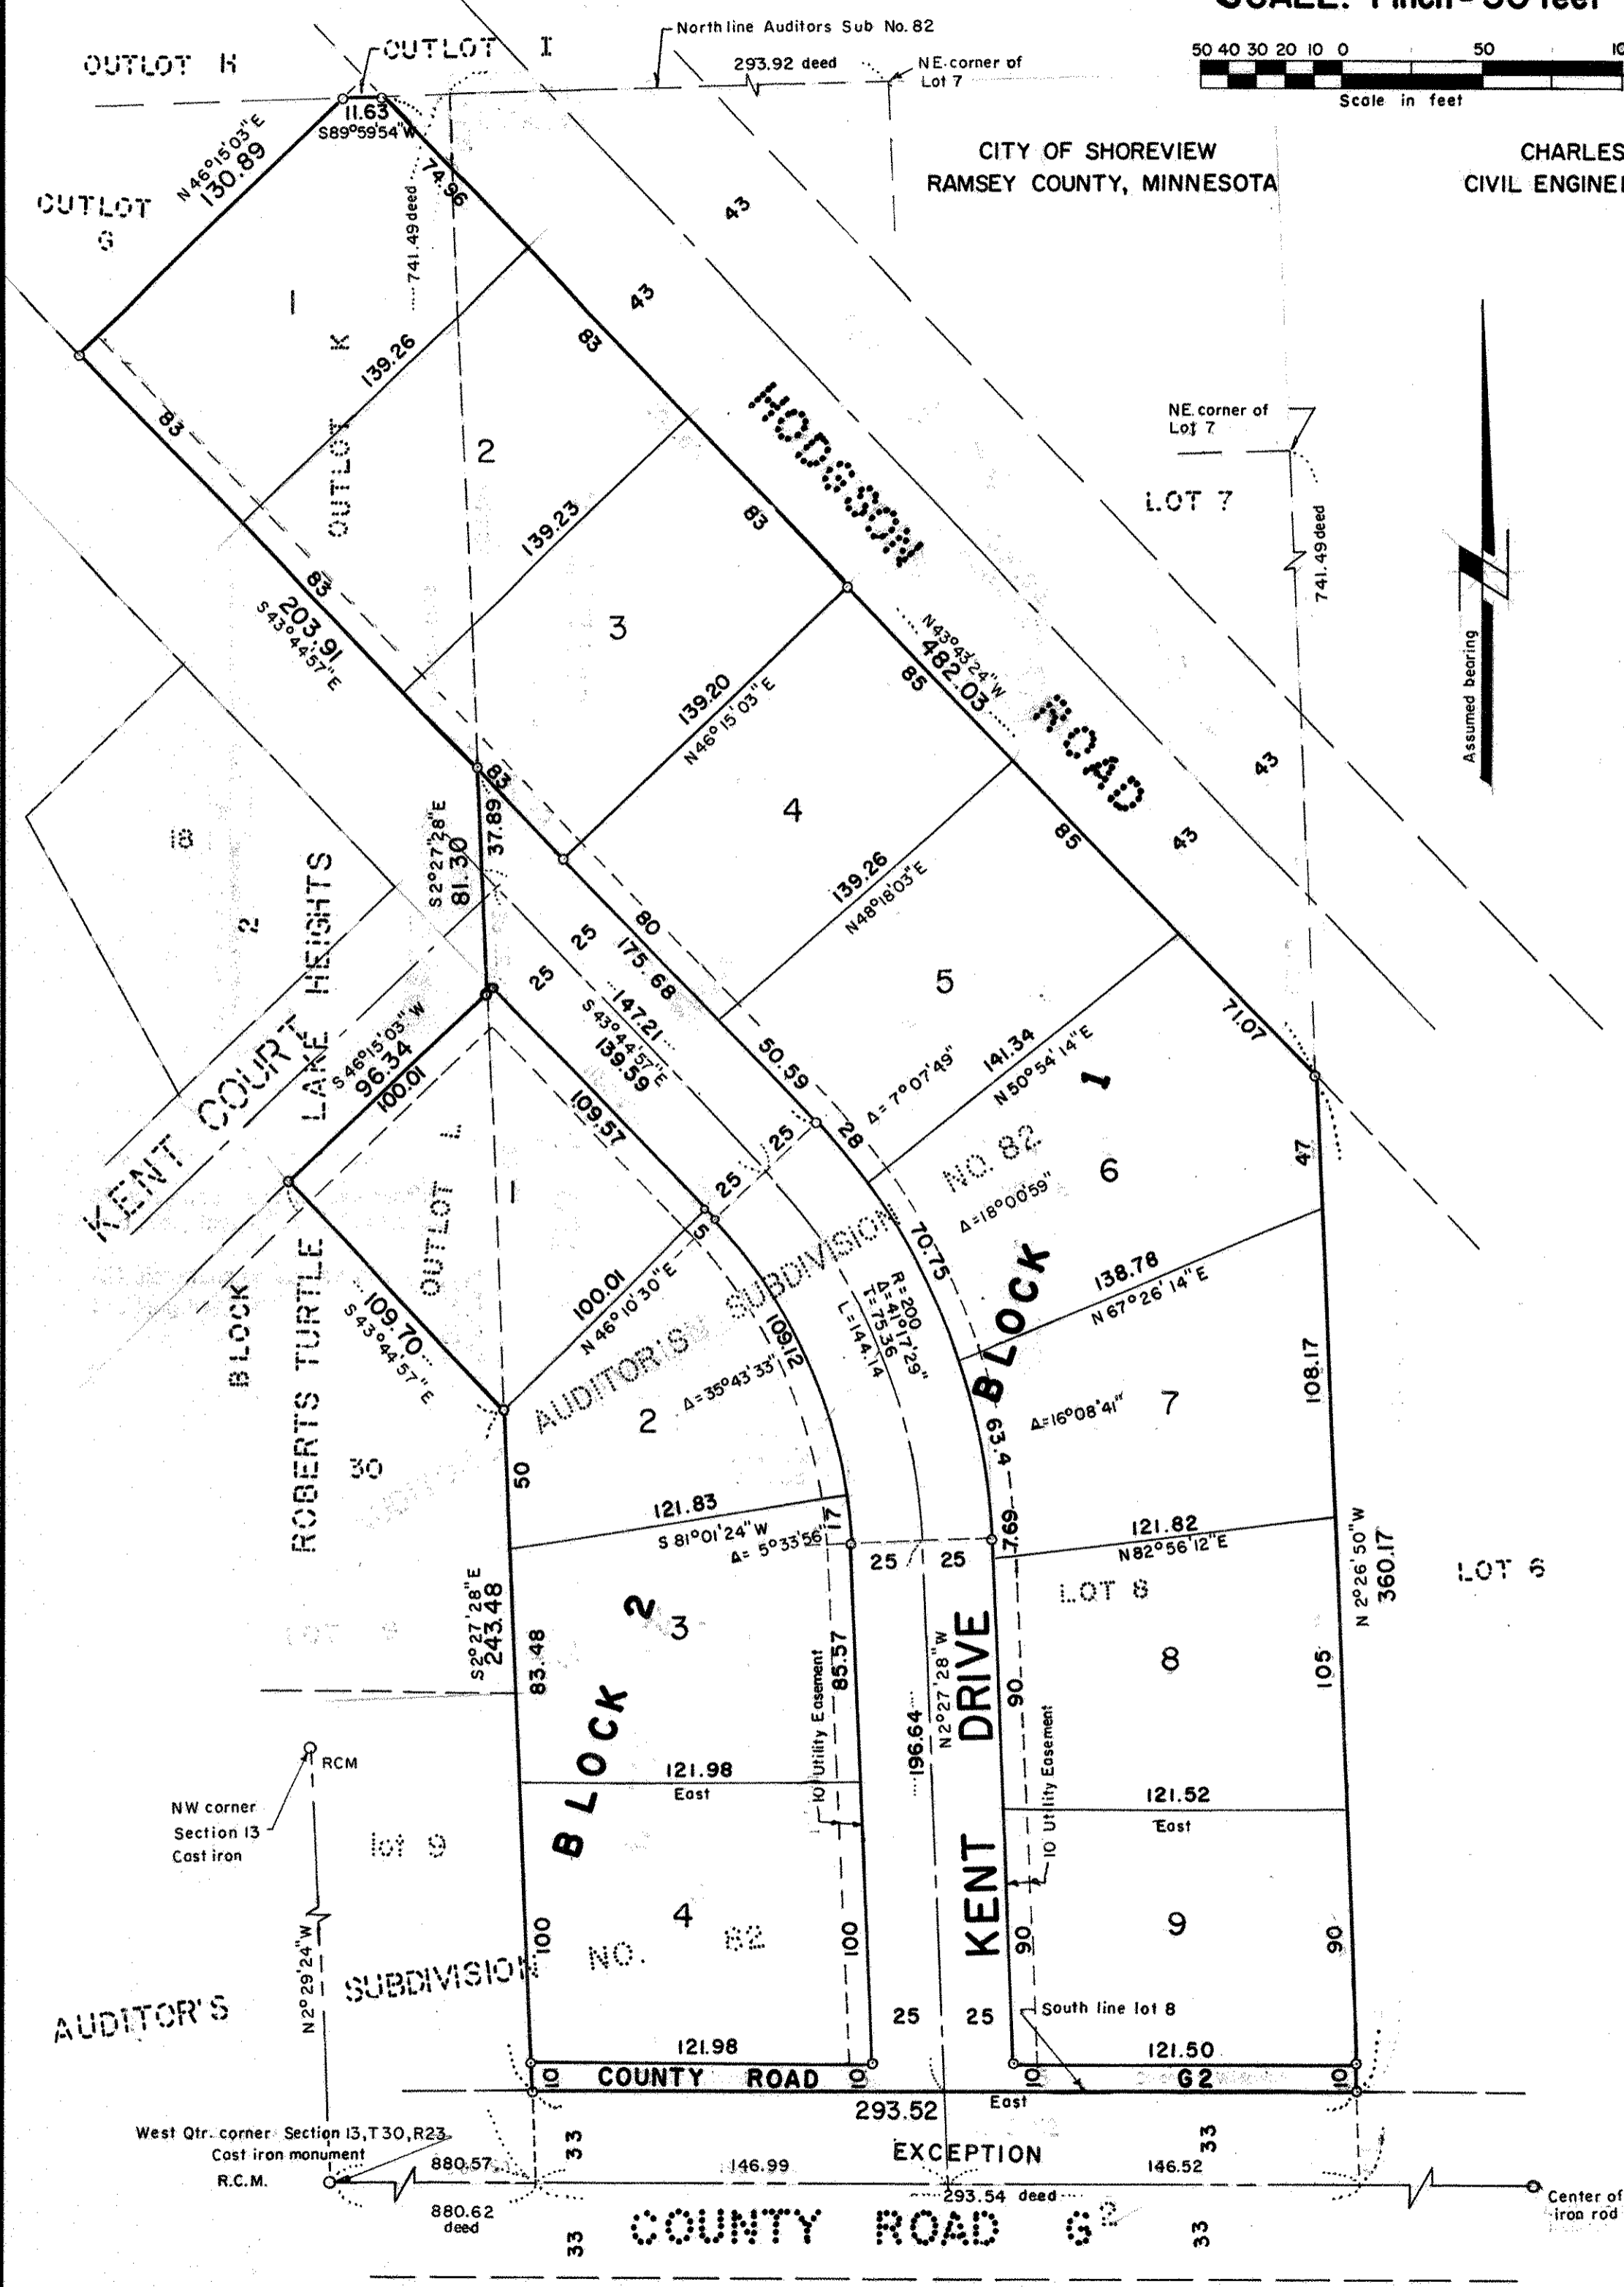 SCALE: 1 inch = 50 feet
50 40 30 20 10 0 50
Scale in feet
CITY OF SHOREVIEW
RAMSEY COUNTY, MINNESOTA
CHARLES
CIVIL
OUTLOT H
OUTLOT I
North line Auditors Sub No. 82
293.92 deed
NE. corner of
Lot 7
11.63
S89°59'54"W
N46°15'03"E
130.89
OUTLOT
G
74.96
741.49 deed
43
43
1
OUTLOT K
139.26
83
83
2
139.23
83
HODGSON ROAD
NE. corner of
Lot 7
LOT 7
741.49 deed
Assumed bearing
83
203.91
S43°44'57"E
3
139.20
N46°15'03"E
N43°43'24"W
482.03
85
83
37.89
S2°27'28"E
81.30
4
139.26
N48°18'03"E
85
43
43
18
2
80
175.68
25
25
147.21
S43°44'57"E
139.59
5
50.59
Δ=7°07'49"
28
141.34
N50°54'14"E
71.07
KENT COURT
S46°15'03"W
96.34
100.01
109.57
25
25
OUTLOT L
1
5
100.01
N46°10'30"E
109.70
S43°44'57"E
BLOCK
ROBERTS TURTLE LAKE HEIGHTS
30
NO. 82
6
1
BLOCK
Δ=18°00'59"
70.75
47
138.78
N67°26'14"E
AUDITOR'S SUBDIVISION
R=200
Δ=41°17'29"
T=75.36
L=144.14
109.12
Δ=35°43'33"
2
50
121.83
S81°01'24"W
Δ=5°33'56"
17
63.4
Δ=16°08'41"
7
108.17
7.69
121.82
N82°56'12"E
25 25
LOT 8
N2°26'50"W
360.17
LOT 6
S2°27'28"E
243.48
83.48
3
85.57
10' Utility Easement
BLOCK 2
196.64
N2°27'28"W
KENT DRIVE
90
10 Utility Easement
8
105
121.98
East
121.52
East
RCM
NW corner
Section 13
Cast iron
N2°29'24"W
lot 9
4
100
100
90
9
90
AUDITOR'S SUBDIVISION NO. 82
25 25
South line lot 8
121.98
121.50
10
COUNTY ROAD
10
10
G2
10
293.52
East
West Qtr. corner Section 13, T30, R23
Cast iron monument
R.C.M.
880.57
33
146.99
EXCEPTION
146.52
33
880.62
deed
293.54 deed
33
COUNTY ROAD G2
33
Center of
iron rod